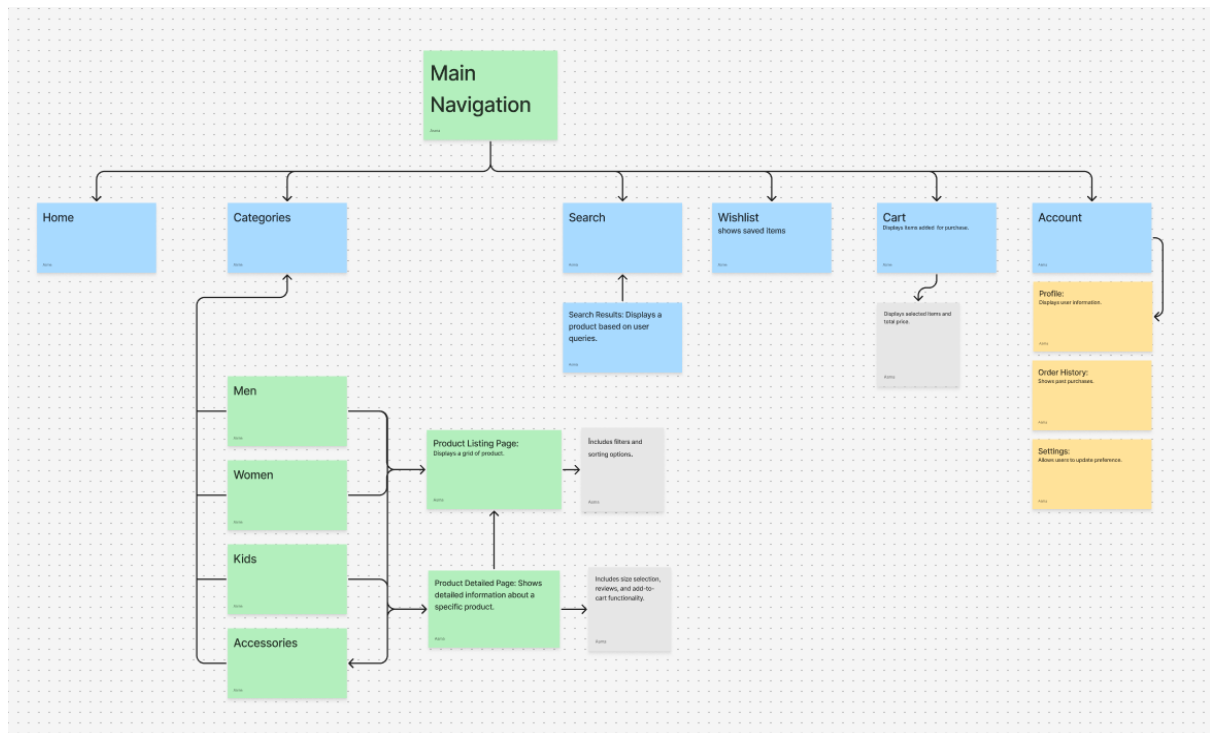 Main
Navigation
Home
Categories
Search
Wishlist
shows saved items
Cart
Displays items added for purchase.
Account
Search Results: Displays a
product based on user
queries.
Displays selected items and
total price.
Profile:
Displays user information.
Order History:
Shows past purchases.
Settings:
Allows users to update preference.
Men
Women
Kids
Accessories
Product Listing Page:
Displays a grid of product.
Includes filters and
sorting options.
Product Detailed Page: Shows
detailed information about a
specific product.
Includes size selection,
reviews, and add-to-
cart functionality.